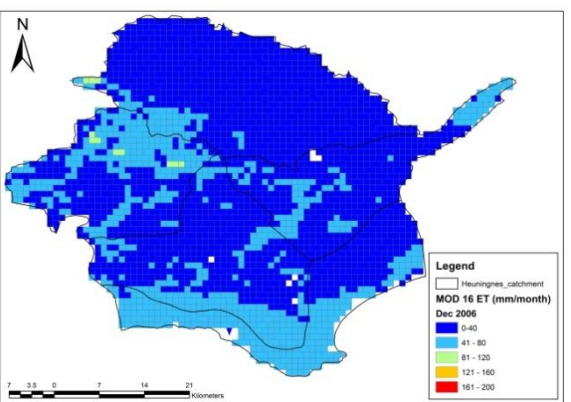 N
Legend
Heuningnes_catchment
MOD 16 ET (mm/month)
Dec 2006
0-40
41 - 80
81 - 120
121 - 160
161 - 200
7 3.5 0 7 14 21
Kilometers